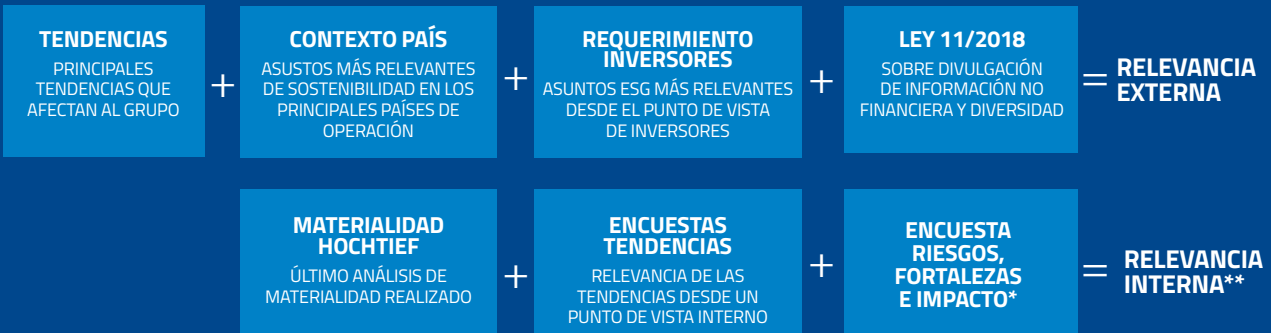 TENDENCIAS
PRINCIPALES
TENDENCIAS QUE
AFECTAN AL GRUPO
+
CONTEXTO PAÍS
ASUSTOS MÁS RELEVANTES
DE SOSTENIBILIDAD EN LOS
PRINCIPALES PAÍSES DE
OPERACIÓN
+
REQUERIMIENTO
INVERSORES
ASUNTOS ESG MÁS RELEVANTES
DESDE EL PUNTO DE VISTA
DE INVERSORES
+
LEY 11/2018
SOBRE DIVULGACIÓN
DE INFORMACIÓN NO
FINANCIERA Y DIVERSIDAD
=
RELEVANCIA
EXTERNA
MATERIALIDAD
HOCHTIEF
ÚLTIMO ANÁLISIS DE
MATERIALIDAD REALIZADO
+
ENCUESTAS
TENDENCIAS
RELEVANCIA DE LAS
TENDENCIAS DESDE UN
PUNTO DE VISTA INTERNO
+
ENCUESTA
RIESGOS,
FORTALEZAS
E IMPACTO*
=
RELEVANCIA
INTERNA**